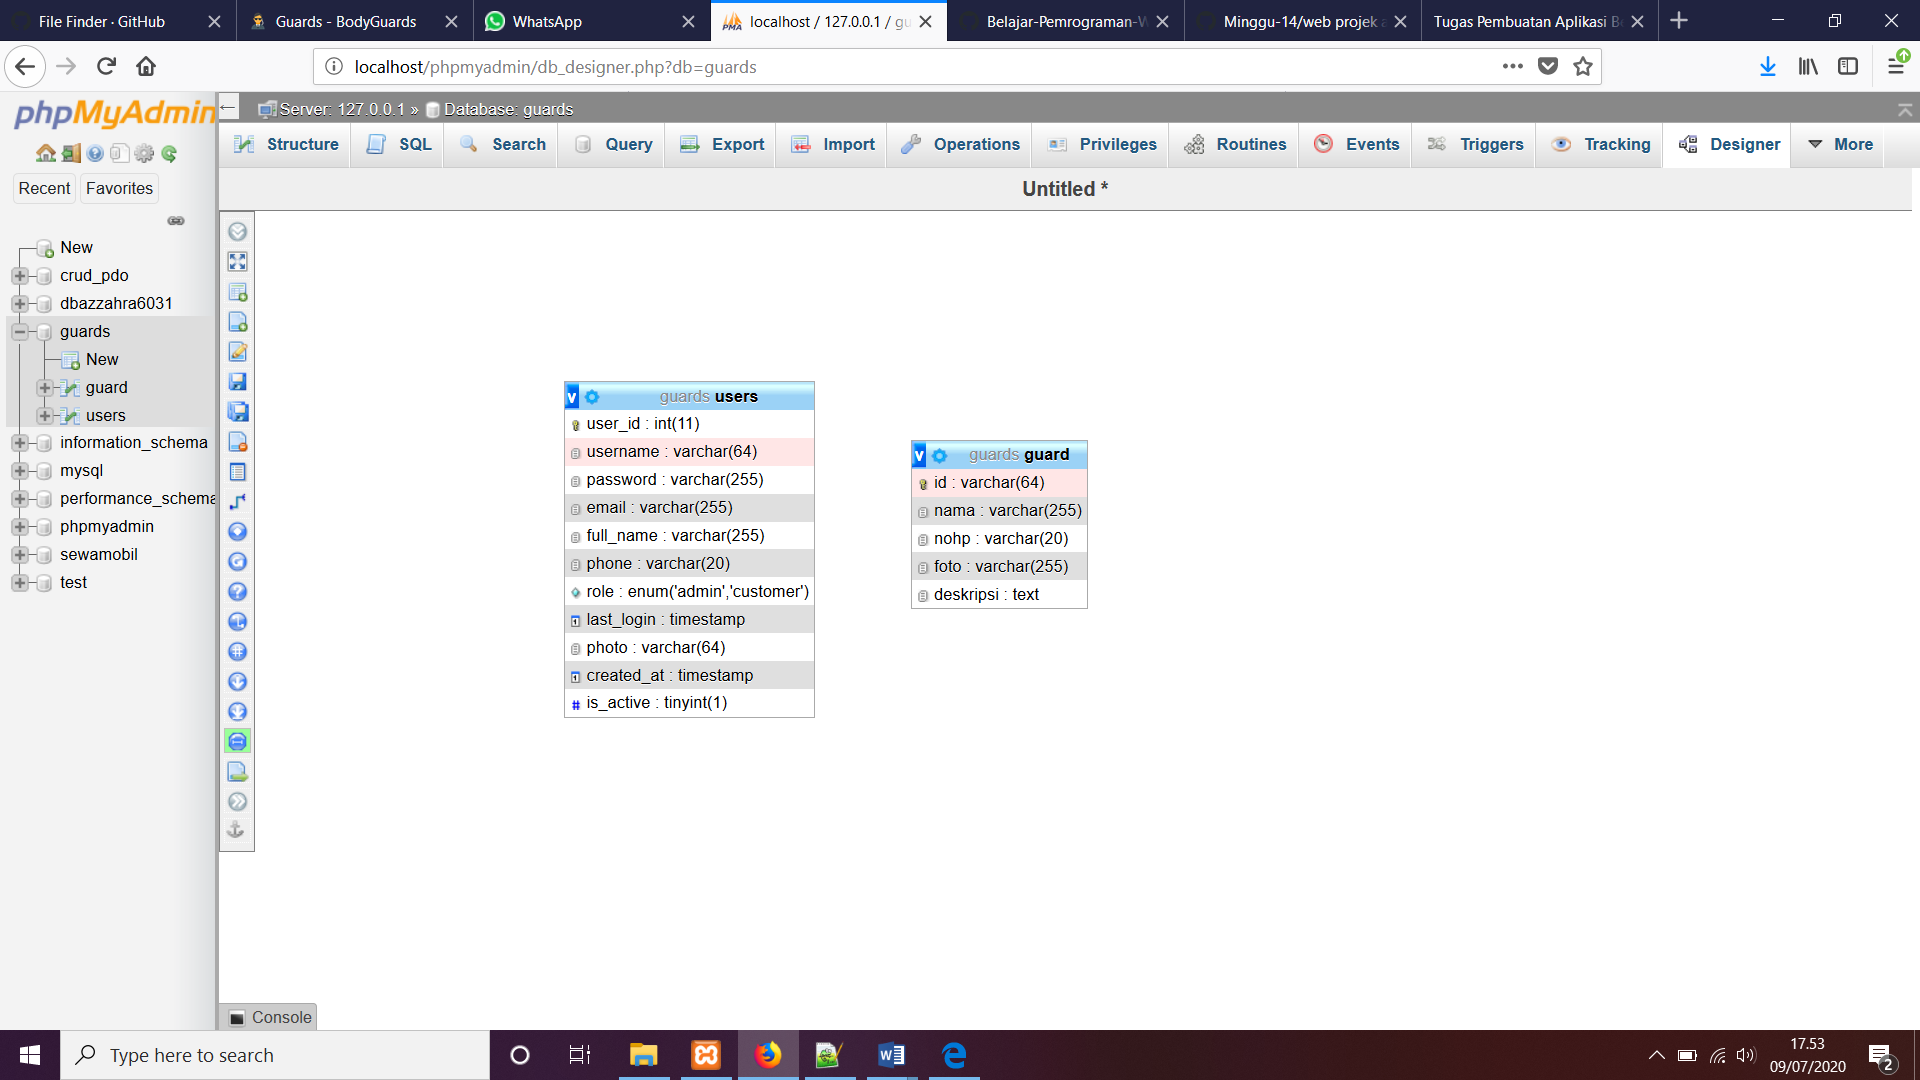 File Finder · GitHub
Guards - BodyGuards
WhatsApp
localhost / 127.0.0.1 / gu
Belajar-Pemrograman-W
Minggu-14/web projek a
Tugas Pembuatan Aplikasi Be
localhost/phpmyadmin/db_designer.php?db=guards
phpMyAdmin
Server: 127.0.0.1 » Database: guards
Structure
SQL
Search
Query
Export
Import
Operations
Privileges
Routines
Events
Triggers
Tracking
Designer
More
Recent
Favorites
Untitled *
New
crud_pdo
dbazzahra6031
guards
New
guard
users
information_schema
mysql
performance_schema
phpmyadmin
sewamobil
test
v guards users
user_id : int(11)
username : varchar(64)
password : varchar(255)
email : varchar(255)
full_name : varchar(255)
phone : varchar(20)
role : enum('admin','customer')
last_login : timestamp
photo : varchar(64)
created_at : timestamp
# is_active : tinyint(1)
v guards guard
id : varchar(64)
nama : varchar(255)
nohp : varchar(20)
foto : varchar(255)
deskripsi : text
Console
Type here to search
17.53
09/07/2020
2